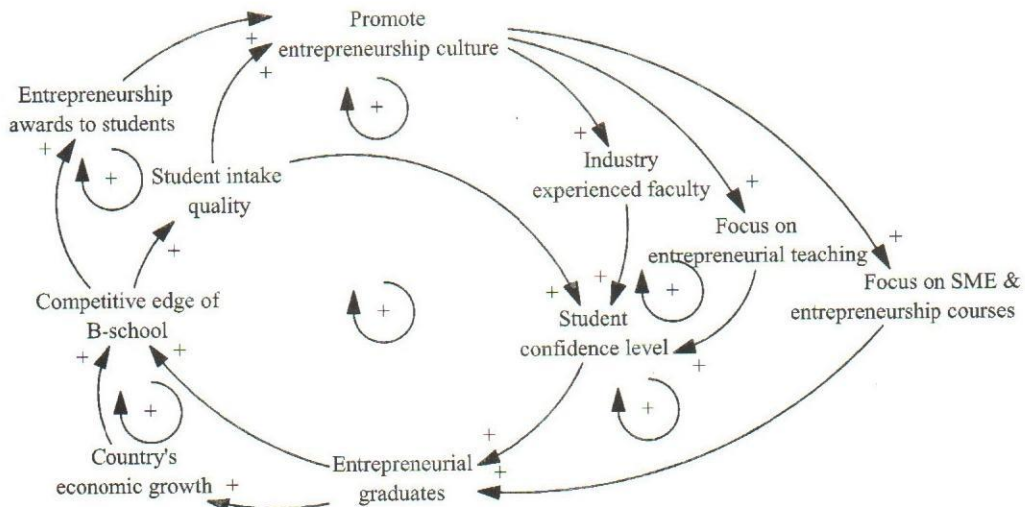 Promote
entrepreneurship culture
+
+
Entrepreneurship
awards to students
+
+
+
Student intake
quality
+
+
Industry
experienced faculty
+
Focus on
entrepreneurial teaching
+
Focus on SME &
entrepreneurship courses
+
Competitive edge of
B-school
+
+
+
+
+
+
Student
confidence level
+
+
+
+
Country's
economic growth
+
Entrepreneurial
graduates
+
+